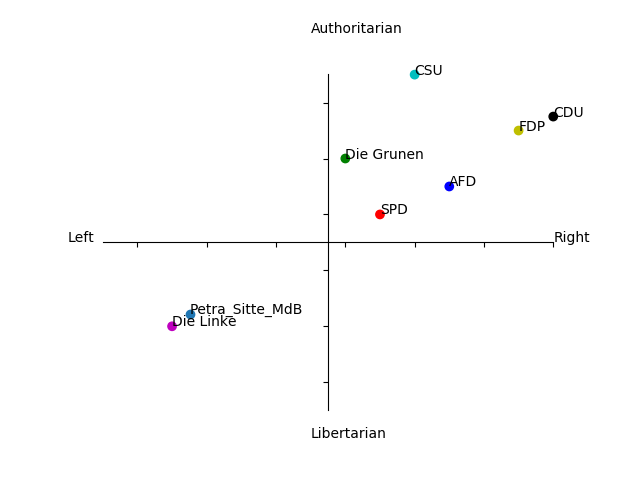 Authoritarian
CSU
CDU
FDP
Die Grunen
AFD
SPD
Left
Right
Petra_Sitte_MdB
Die Linke
Libertarian